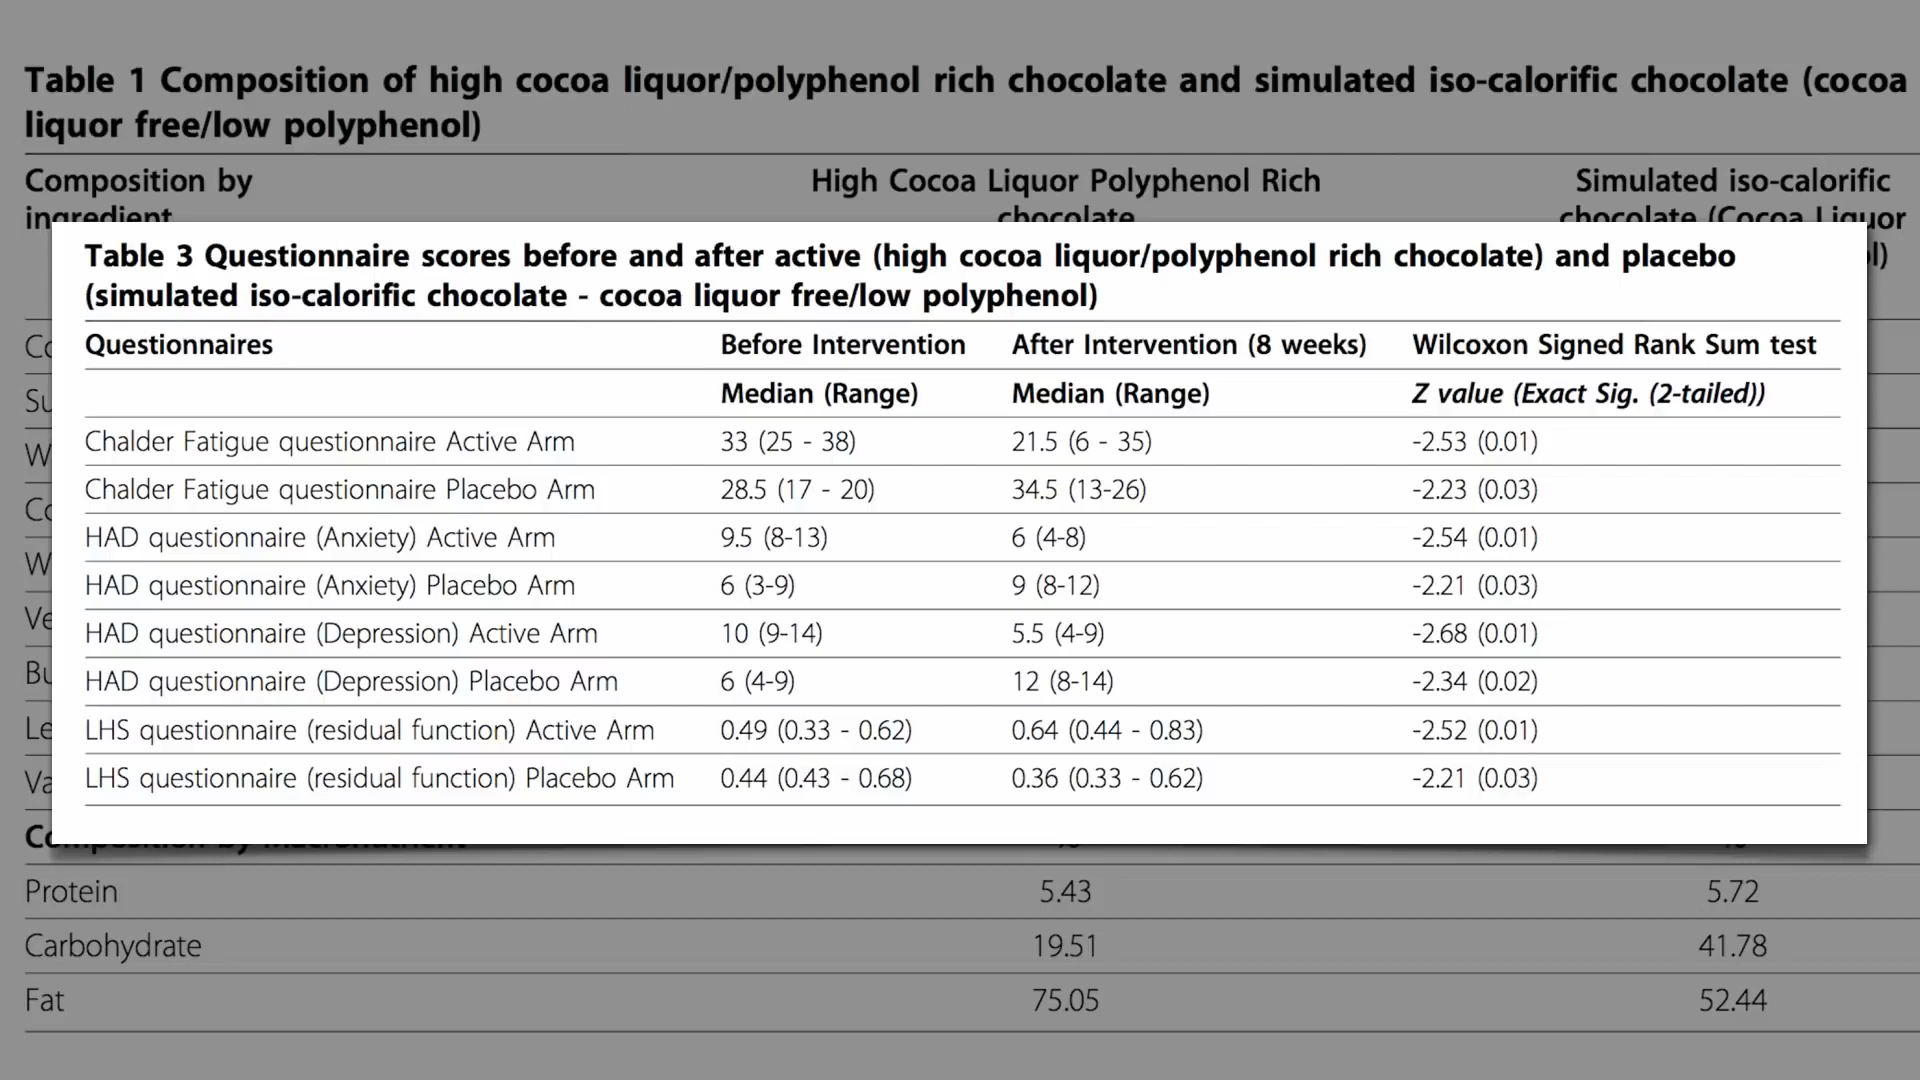 Table 1 Composition of high cocoa liquor/polyphenol rich chocolate and simulated iso-calorific chocolate (cocoa
liquor free/low polyphenol)
Composition by High Cocoa Liquor Polyphenol Rich Simulated iso-calorific
ingredient chocolate chocolate (Cocoa Liquor
Table 3 Questionnaire scores before and after active (high cocoa liquor/polyphenol rich chocolate) and placebo
(simulated iso-calorific chocolate - cocoa liquor free/low polyphenol)
Questionnaires Before Intervention After Intervention (8 weeks) Wilcoxon Signed Rank Sum test
Median (Range) Median (Range) Z value (Exact Sig. (2-tailed))
Chalder Fatigue questionnaire Active Arm 33 (25 - 38) 21.5 (6 - 35) -2.53 (0.01)
Chalder Fatigue questionnaire Placebo Arm 28.5 (17 - 20) 34.5 (13-26) -2.23 (0.03)
HAD questionnaire (Anxiety) Active Arm 9.5 (8-13) 6 (4-8) -2.54 (0.01)
HAD questionnaire (Anxiety) Placebo Arm 6 (3-9) 9 (8-12) -2.21 (0.03)
HAD questionnaire (Depression) Active Arm 10 (9-14) 5.5 (4-9) -2.68 (0.01)
HAD questionnaire (Depression) Placebo Arm 6 (4-9) 12 (8-14) -2.34 (0.02)
LHS questionnaire (residual function) Active Arm 0.49 (0.33 - 0.62) 0.64 (0.44 - 0.83) -2.52 (0.01)
LHS questionnaire (residual function) Placebo Arm 0.44 (0.43 - 0.68) 0.36 (0.33 - 0.62) -2.21 (0.03)
Protein 5.43 5.72
Carbohydrate 19.51 41.78
Fat 75.05 52.44